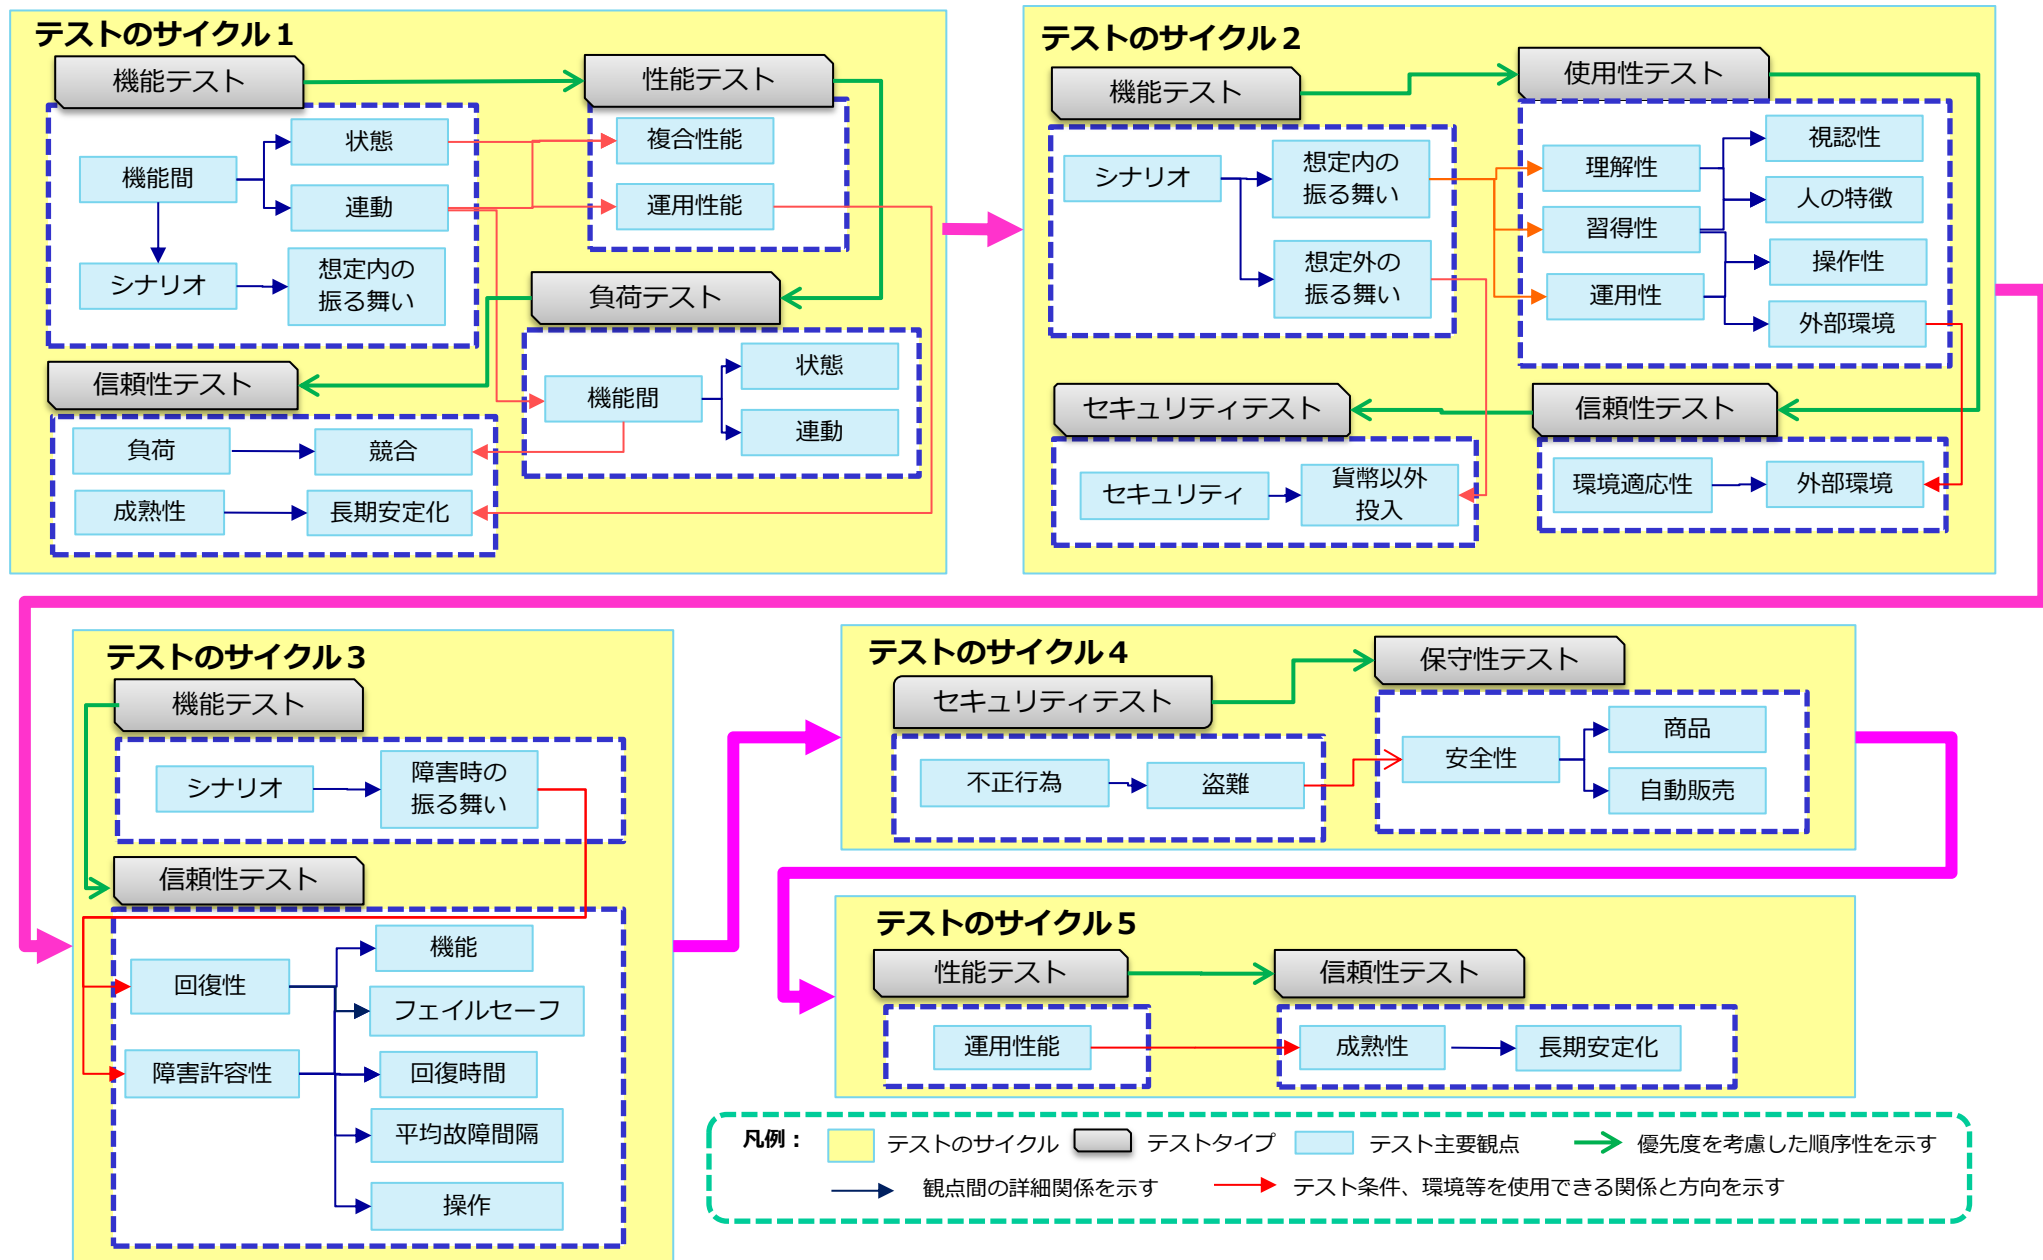 テストのサイクル１
機能テスト
性能テスト
状態
機能間
連動
複合性能
運用性能
シナリオ
想定内の
振る舞い
負荷テスト
状態
機能間
連動
信頼性テスト
負荷
競合
成熟性
長期安定化
テストのサイクル２
機能テスト
使用性テスト
シナリオ
想定内の
振る舞い
想定外の
振る舞い
理解性
習得性
運用性
視認性
人の特徴
操作性
外部環境
セキュリティテスト
信頼性テスト
セキュリティ
貨幣以外
投入
環境適応性
外部環境
テストのサイクル３
機能テスト
シナリオ
障害時の
振る舞い
信頼性テスト
回復性
障害許容性
機能
フェイルセーフ
回復時間
平均故障間隔
操作
テストのサイクル４
セキュリティテスト
保守性テスト
不正行為
盗難
安全性
商品
自動販売
テストのサイクル５
性能テスト
信頼性テスト
運用性能
成熟性
長期安定化
凡例：
テストのサイクル
テストタイプ
テスト主要観点
優先度を考慮した順序性を示す
観点間の詳細関係を示す
テスト条件、環境等を使用できる関係と方向を示す